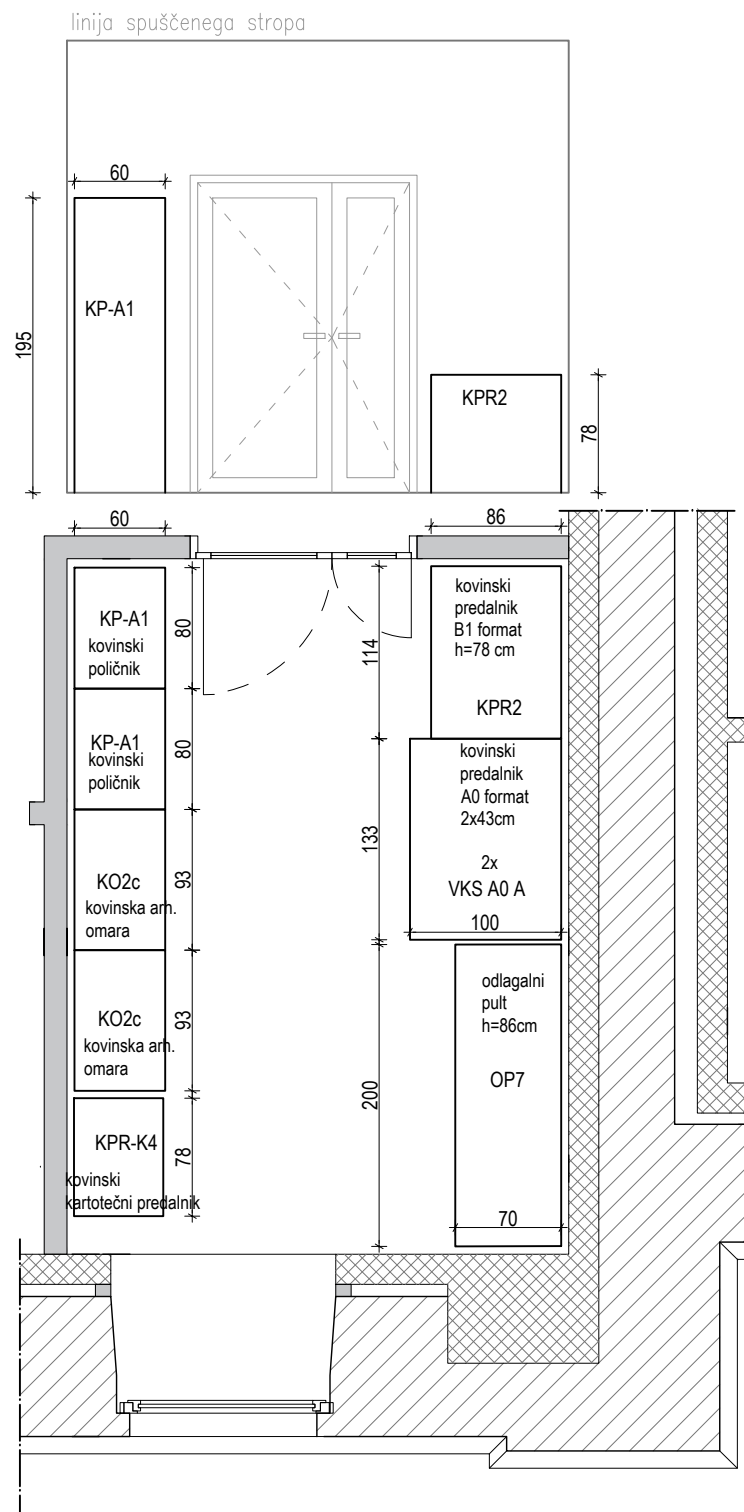 linija spuščenega stropa
60
195
KP-A1
KPR2
78
60
86
KP-A1
kovinski
poličnik
80
kovinski
predalnik
B1 format
h=78 cm
KPR2
114
KP-A1
kovinski
poličnik
80
kovinski
predalnik
A0 format
2x43cm
2x
VKS A0 A
133
100
KO2c
kovinska arh.
omara
93
KO2c
kovinska arh.
omara
93
odlagalni
pult
h=86cm
OP7
200
70
KPR-K4
kovinski
kartotečni predalnik
78